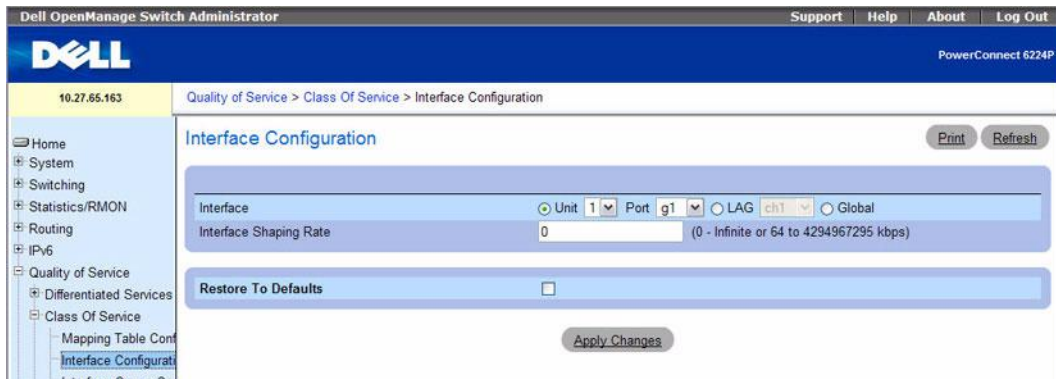 Dell OpenManage Switch Administrator
Support Help About Log Out
DELL
PowerConnect 6224P
10.27.65.163
Quality of Service > Class Of Service > Interface Configuration
Home
System
Switching
Statistics/RMON
Routing
IPv6
Quality of Service
Differentiated Services
Class Of Service
Mapping Table Conf
Interface Configurati
Interface Configuration
Print Refresh
Interface Unit 1 Port g1 LAG ch1 Global
Interface Shaping Rate 0 (0 - Infinite or 64 to 4294967295 kbps)
Restore To Defaults
Apply Changes